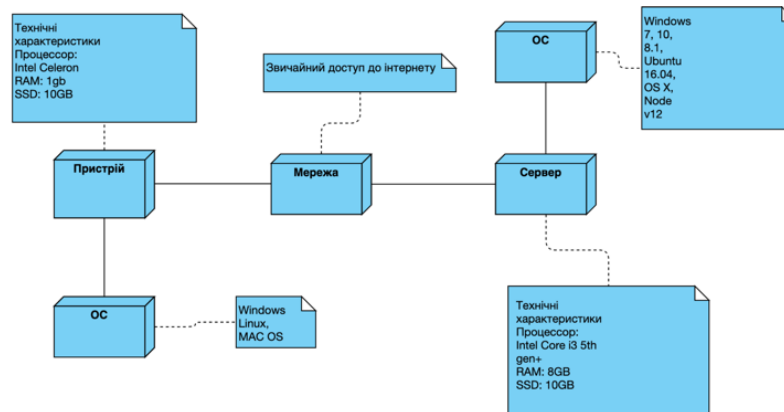 Технічні
характеристики
Процессор:
Intel Celeron
RAM: 1gb
SSD: 10GB
Звичайний доступ до інтернету
ОС
Windows
7, 10,
8.1,
Ubuntu
16.04,
OS X,
Node
v12
Пристрій
Мережа
Сервер
ОС
Windows
Linux,
MAC OS
Технічні
характеристики
Процессор:
Intel Core i3 5th
gen+
RAM: 8GB
SSD: 10GB